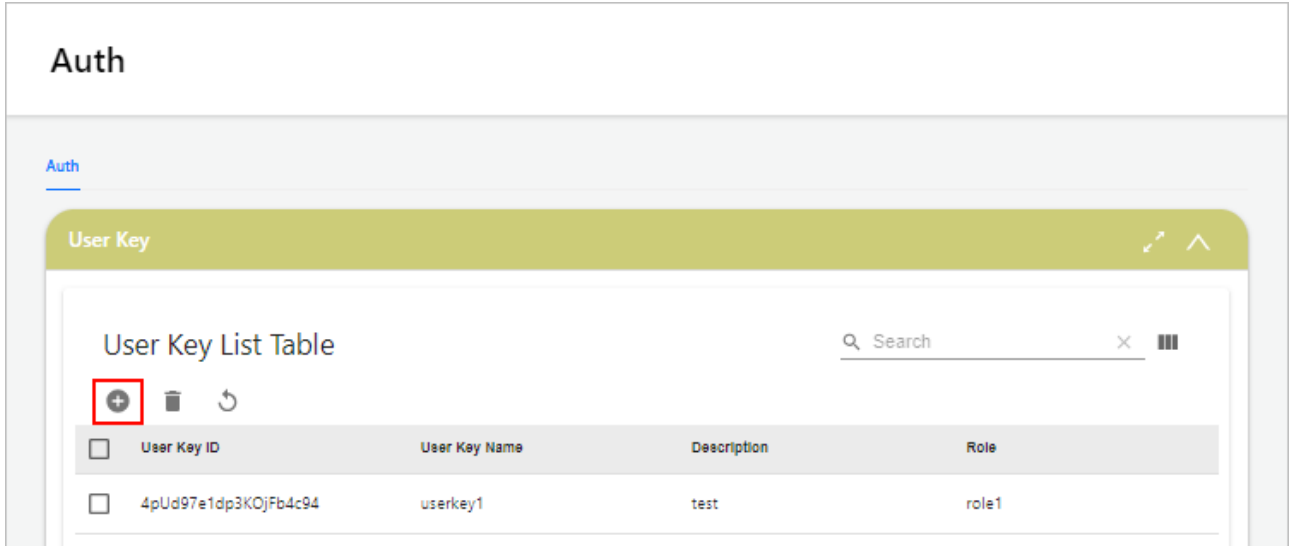 Auth
Auth
User Key
User Key List Table
Search
User Key ID User Key Name Description Role
4pUd97e1dp3KOjFb4c94 userkey1 test role1